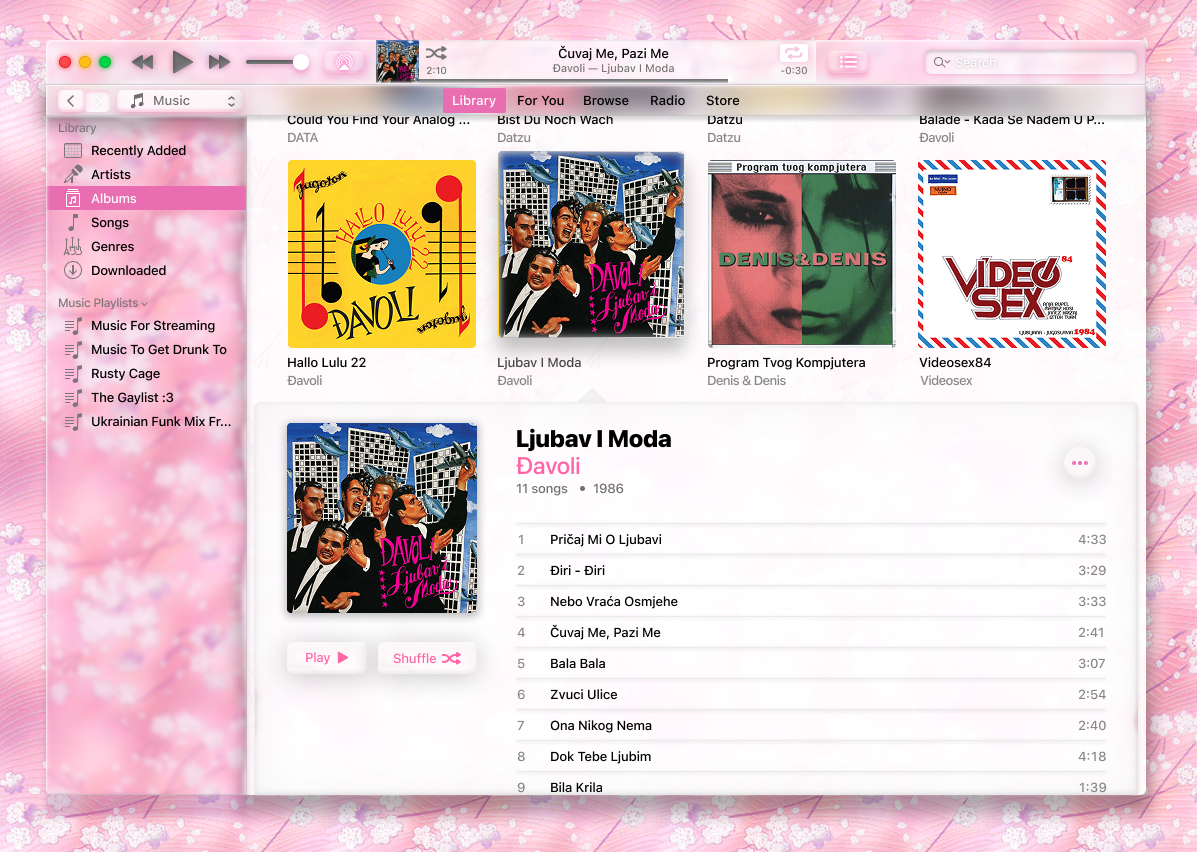 Čuvaj Me, Pazi Me
2:10
Đavoli — Ljubav I Moda
-0:30
Search
Music
Library
For You
Browse
Radio
Store
Library
Recently Added
Artists
Albums
Songs
Genres
Downloaded
Music Playlists
Music For Streaming
Music To Get Drunk To
Rusty Cage
The Gaylist :3
Ukrainian Funk Mix Fr...
Could You Find Your Analog ...
DATA
Bist Du Noch Wach
Datzu
Datzu
Datzu
Balade - Kada Se Nađem U P...
Đavoli
Jugoton
HALLO LULU 22
ĐAVOLI
Jugoton
Hallo Lulu 22
Đavoli
ĐAVOLI
Ljubav i
Moda
Ljubav I Moda
Đavoli
Program tvog kompjutera
DENIS&DENIS
Program Tvog Kompjutera
Denis & Denis
VIDEO 84
SEX
ANJA RUPEL
LJUBLJANA - JUGOSLAVIJA 1984
Videosex84
Videosex
ĐAVOLI
Ljubav i
Moda
Play
Shuffle
Ljubav I Moda
Đavoli
11 songs • 1986
1 Pričaj Mi O Ljubavi 4:33
2 Điri - Điri 3:29
3 Nebo Vraća Osmjehe 3:33
4 Čuvaj Me, Pazi Me 2:41
5 Bala Bala 3:07
6 Zvuci Ulice 2:54
7 Ona Nikog Nema 2:40
8 Dok Tebe Ljubim 4:18
9 Bila Krila 1:39